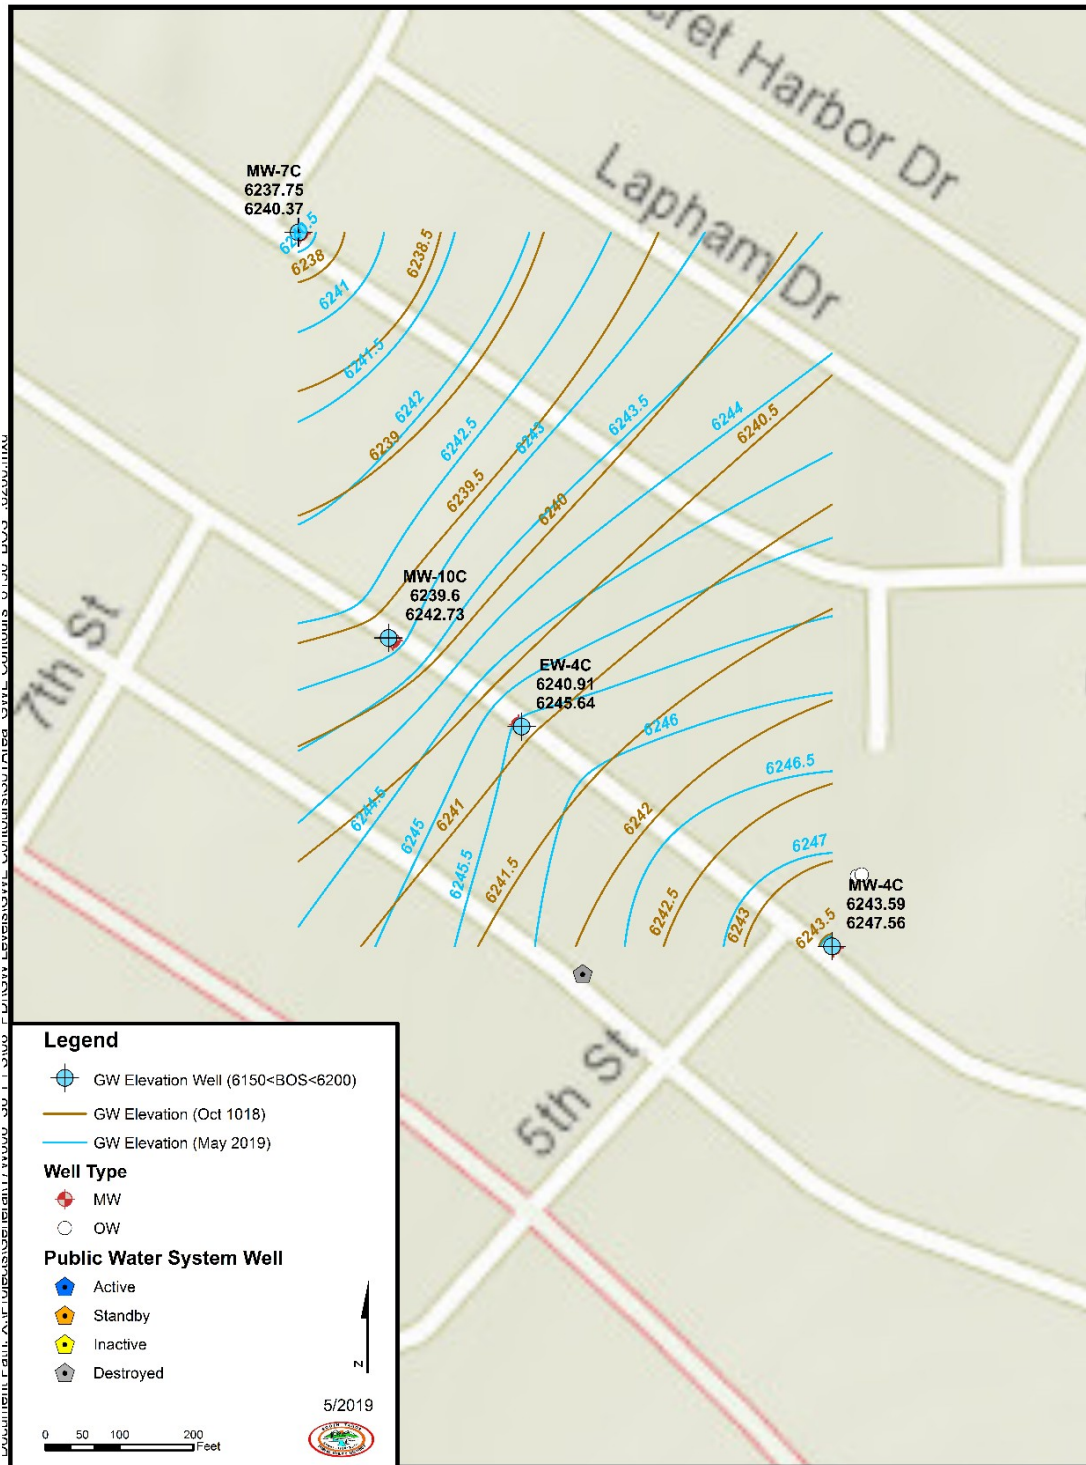 cret Harbor Dr
Lapham Dr
MW-7C
6237.75
6240.37
6238
6238.5
6241
6241.5
6242
6239
6242.5
6243
6243.5
6244
6240.5
6239.5
6240
MW-10C
6239.6
6242.73
7th St
EW-4C
6240.91
6245.64
6246
6246.5
6244.5
6245
6241
6242
6245.5
6241.5
6247
6242.5
6243
6243.5
MW-4C
6243.59
6247.56
5th St
Legend
GW Elevation Well (6150<BOS<6200)
GW Elevation (Oct 1018)
GW Elevation (May 2019)
Well Type
MW
OW
Public Water System Well
Active
Standby
Inactive
Destroyed
N
5/2019
0 50 100 200
Feet